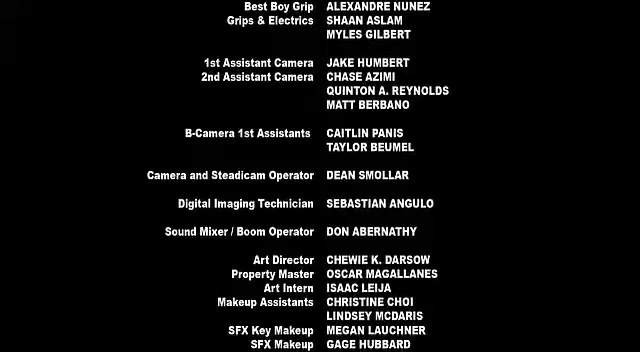 Best Boy Grip ALEXANDRE NUNEZ
Grips & Electrics SHAAN ASLAM
MYLES GILBERT
1st Assistant Camera JAKE HUMBERT
2nd Assistant Camera CHASE AZIMI
QUINTON A. REYNOLDS
MATT BERBANO
B-Camera 1st Assistants CAITLIN PANIS
TAYLOR BEUMEL
Camera and Steadicam Operator DEAN SMOLLAR
Digital Imaging Technician SEBASTIAN ANGULO
Sound Mixer / Boom Operator DON ABERNATHY
Art Director CHEWIE K. DARSOW
Property Master OSCAR MAGALLANES
Art Intern ISAAC LEIJA
Makeup Assistants CHRISTINE CHOI
LINDSEY MCDARIS
SFX Key Makeup MEGAN LAUCHNER
SFX Makeup GAGE HUBBARD